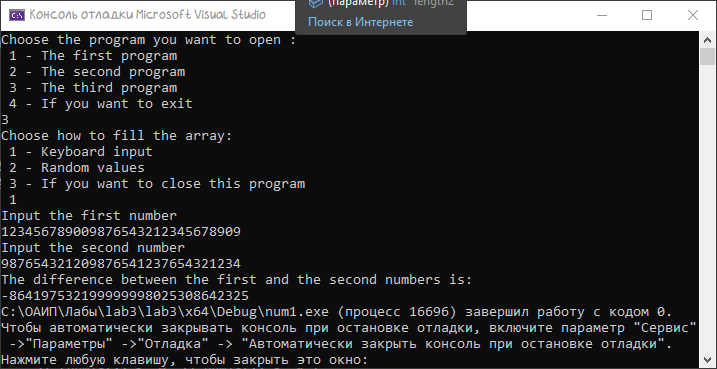 Консоль отладки Microsoft Visual Studio
(параметр) int *length2
Поиск в Интернете
Choose the program you want to open :
1 - The first program
2 - The second program
3 - The third program
4 - If you want to exit
3
Choose how to fill the array:
1 - Keyboard input
2 - Random values
3 - If you want to close this program
1
Input the first number
123456789009876543212345678909
Input the second number
987654321209876541237654321234
The difference between the first and the second numbers is:
-864197532199999998025308642325
C:\ОАИП\Лабы\lab3\lab3\x64\Debug\num1.exe (процесс 16696) завершил работу с кодом 0.
Чтобы автоматически закрывать консоль при остановке отладки, включите параметр "Сервис"
->"Параметры" ->"Отладка" -> "Автоматически закрыть консоль при остановке отладки".
Нажмите любую клавишу, чтобы закрыть это окно: